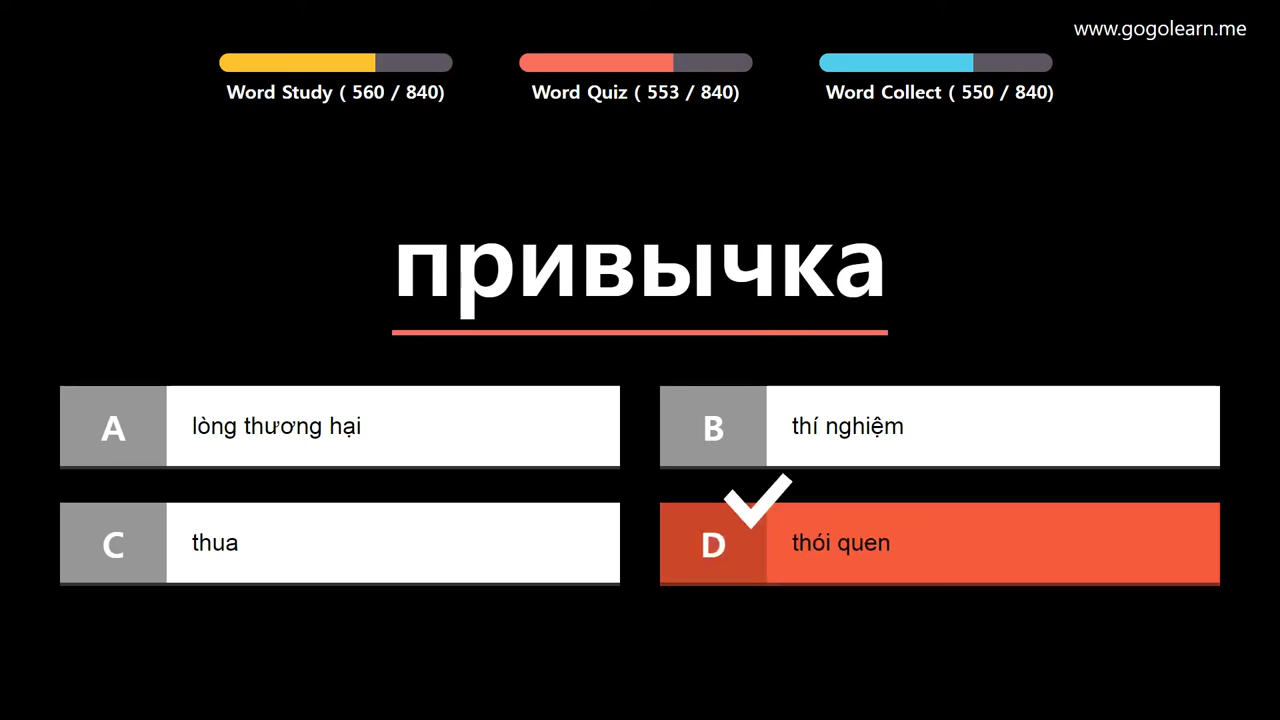 www.gogolearn.me
Word Study ( 560 / 840)
Word Quiz ( 553 / 840)
Word Collect ( 550 / 840)
привычка
A
lòng thương hại
B
thí nghiệm
C
thua
D
thói quen